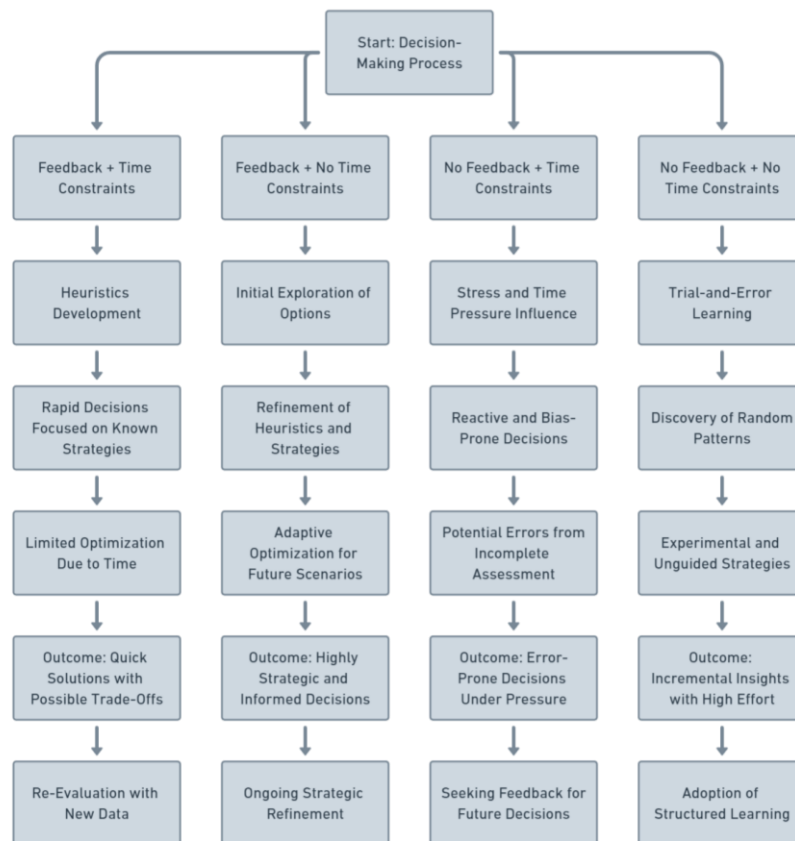 Start: Decision-
Making Process
Feedback + Time
Constraints
Feedback + No Time
Constraints
No Feedback + Time
Constraints
No Feedback + No
Time Constraints
Heuristics
Development
Initial Exploration of
Options
Stress and Time
Pressure Influence
Trial-and-Error
Learning
Rapid Decisions
Focused on Known
Strategies
Refinement of
Heuristics and
Strategies
Reactive and Bias-
Prone Decisions
Discovery of Random
Patterns
Limited Optimization
Due to Time
Adaptive
Optimization for
Future Scenarios
Potential Errors from
Incomplete
Assessment
Experimental and
Unguided Strategies
Outcome: Quick
Solutions with
Possible Trade-Offs
Outcome: Highly
Strategic and
Informed Decisions
Outcome: Error-
Prone Decisions
Under Pressure
Outcome:
Incremental Insights
with High Effort
Re-Evaluation with
New Data
Ongoing Strategic
Refinement
Seeking Feedback for
Future Decisions
Adoption of
Structured Learning